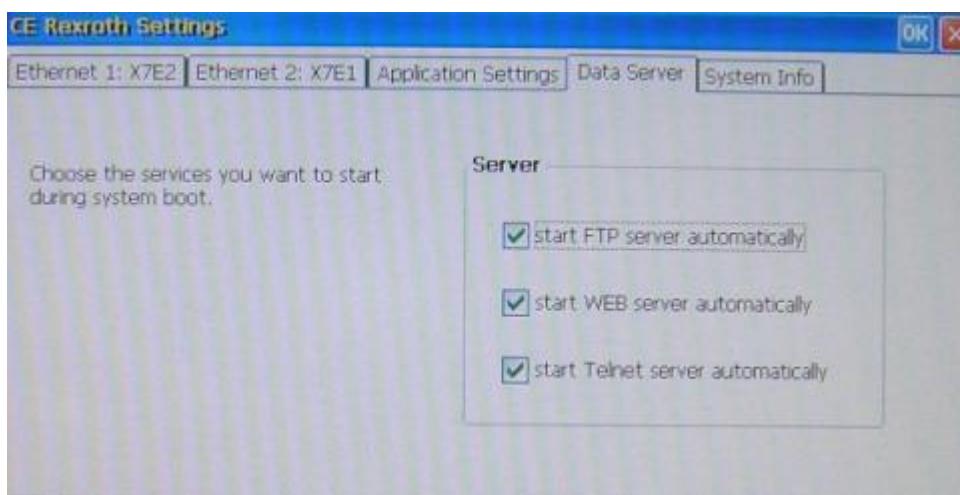 CE Rexroth Settings
OK
Ethernet 1: X7E2
Ethernet 2: X7E1
Application Settings
Data Server
System Info
Choose the services you want to start
during system boot.
Server
start FTP server automatically
start WEB server automatically
start Telnet server automatically